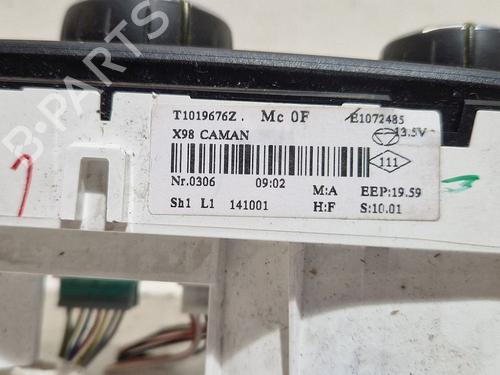 T1019676Z. Mc 0F E1072485
X98 CAMAN 13.5V
111
Nr.0306 09:02 M:A EEP:19.59
Sh1 L1 141001 H:F S:10.01
B-PARTS